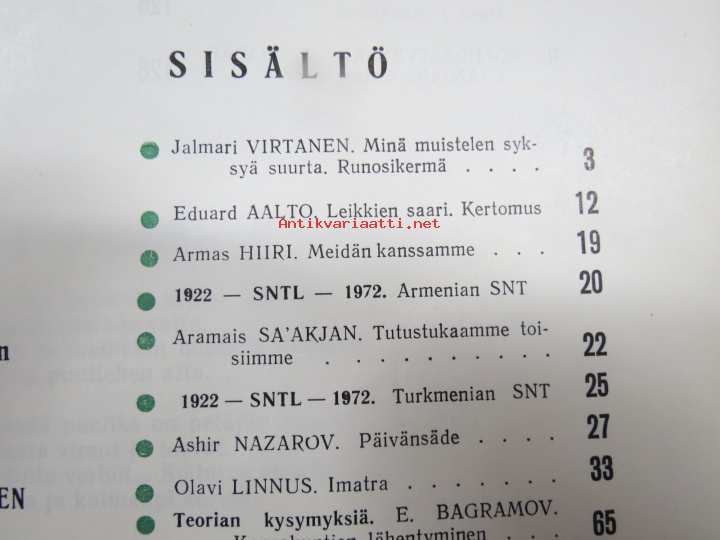 SISÄLTÖ
Jalmari VIRTANEN. Minä muistelen syk-
syä suurta. Runosikermä . . . . 3
Eduard AALTO. Leikkien saari. Kertomus 12
Antikvariaatti.net
Armas HIIRI. Meidän kanssamme . . . 19
1922 — SNTL — 1972. Armenian SNT 20
Aramais SA'AKJAN. Tutustukaamme toi-
siimme . . . . . . . . . . 22
1922 — SNTL — 1972. Turkmenian SNT 25
Ashir NAZAROV. Päivänsäde . . . . 27
Olavi LINNUS. Imatra . . . . . . . 33
Teorian kysymyksiä. E. BAGRAMOV. 65
lähentyminen . . .
n
EN